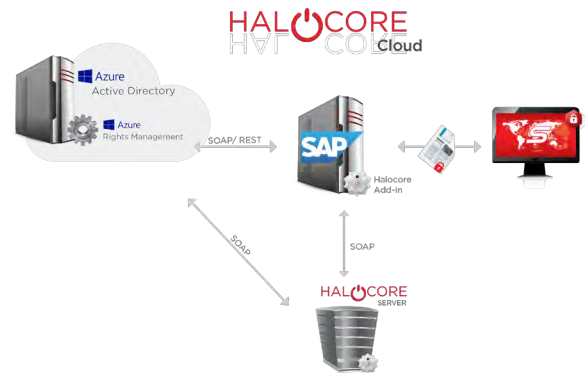 HALOCORE
Cloud
Azure
Active Directory
Azure
Rights Management
SOAP/ REST
SAP
Halocore
Add-in
S
SOAP
SOAP
HALOCORE
SERVER